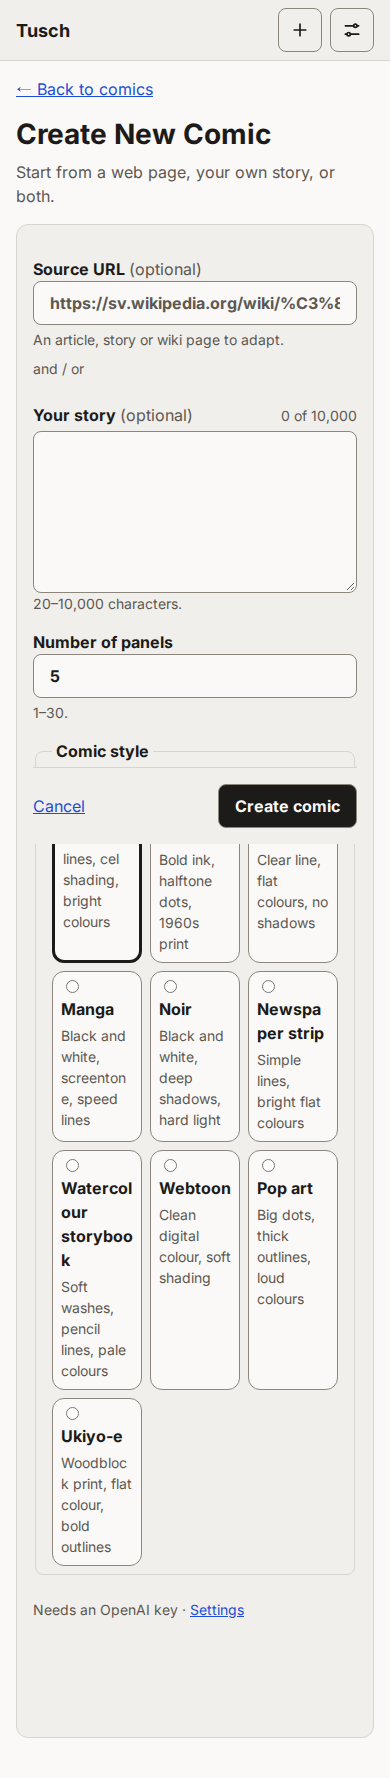 Tusch
← Back to comics
Create New Comic
Start from a web page, your own story, or
both.
Source URL (optional)
https://sv.wikipedia.org/wiki/%C3%8
An article, story or wiki page to adapt.
and / or
Your story (optional) 0 of 10,000
20–10,000 characters.
Number of panels
5
1–30.
Comic style
Cancel
Create comic
lines, cel
shading,
bright
colours
Bold ink,
halftone
dots,
1960s
print
Clear line,
flat
colours, no
shadows
Manga
Black and
white,
screenton
e, speed
lines
Noir
Black and
white,
deep
shadows,
hard light
Newspa
per strip
Simple
lines,
bright flat
colours
Watercol
our
storyboo
k
Soft
washes,
pencil
lines, pale
colours
Webtoon
Clean
digital
colour, soft
shading
Pop art
Big dots,
thick
outlines,
loud
colours
Ukiyo-e
Woodbloc
k print, flat
colour,
bold
outlines
Needs an OpenAI key · Settings